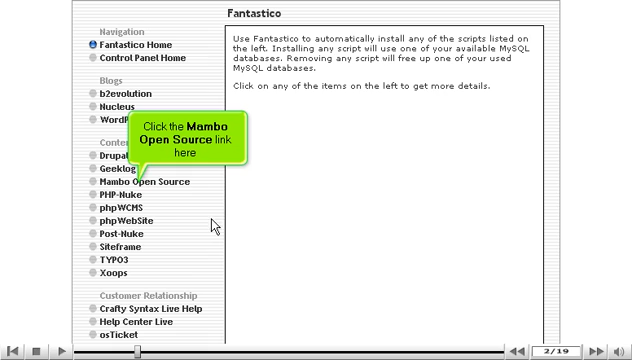 Fantastico
Navigation
Fantastico Home
Control Panel Home
Blogs
b2evolution
Nucleus
Click the Mambo
Open Source link
here
Geeklog
Mambo Open Source
PHP-Nuke
phpWCMS
phpWebSite
Post-Nuke
Siteframe
TYPO3
Xoops
Customer Relationship
Crafty Syntax Live Help
Help Center Live
osTicket
Use Fantastico to automatically install any of the scripts listed on
the left. Installing any script will use one of your available MySQL
databases. Removing any script will free up one of your used
MySQL databases.
Click on any of the items on the left to get more details.
2/19